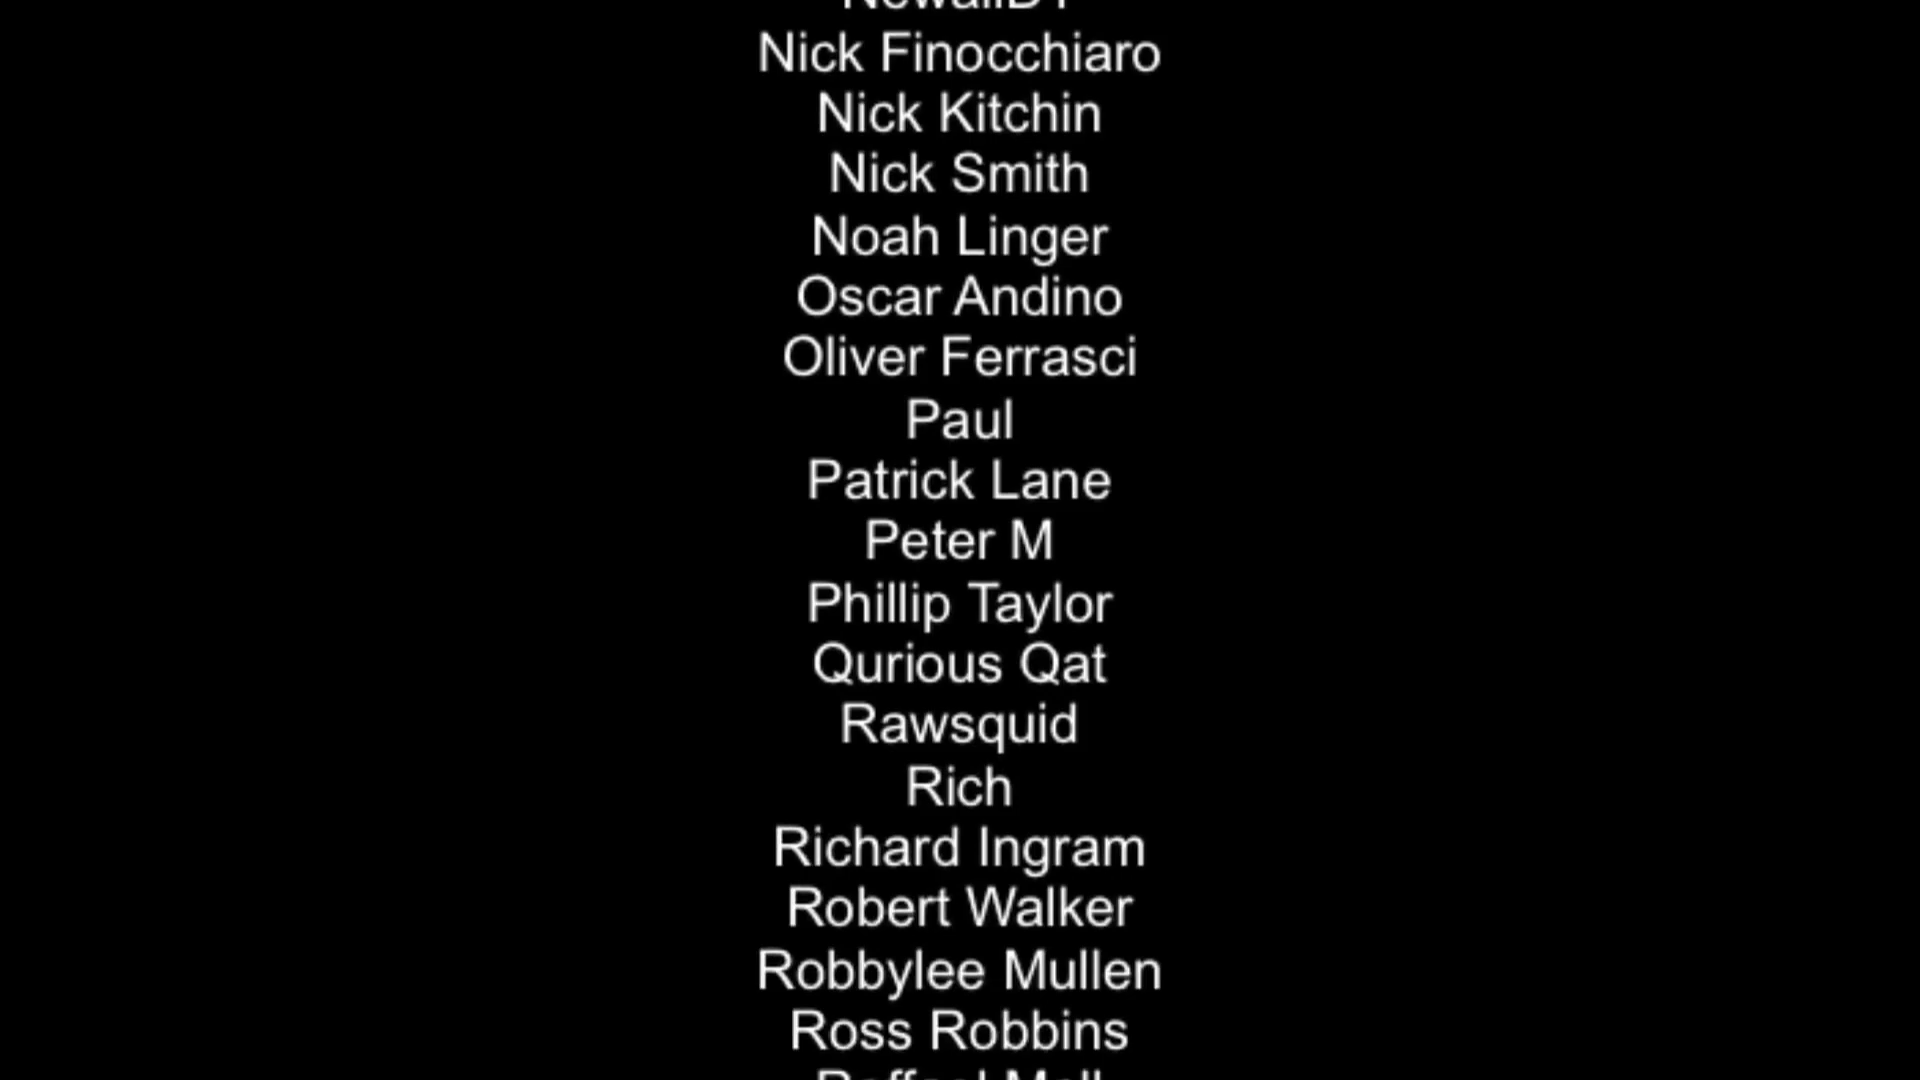 Nick Finocchiaro
Nick Kitchin
Nick Smith
Noah Linger
Oscar Andino
Oliver Ferrasci
Paul
Patrick Lane
Peter M
Phillip Taylor
Qurious Qat
Rawsquid
Rich
Richard Ingram
Robert Walker
Robbylee Mullen
Ross Robbins